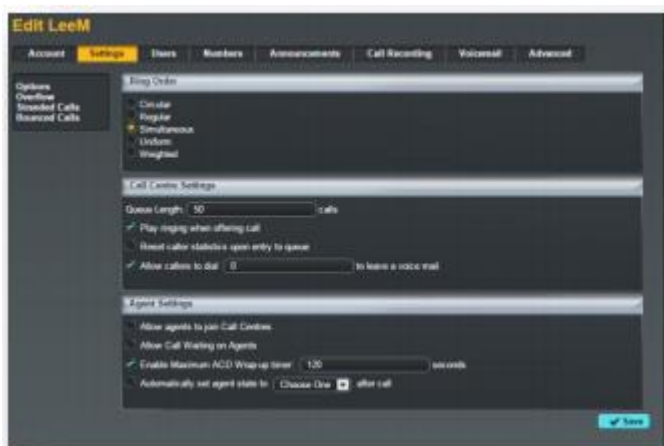 Edit LeeM
Account Settings Users Numbers Announcements Call Recording Voicemail Advanced
Options
Overflow
Stranded Calls
Bounced Calls
Ring Order
Circular
Regular
Simultaneous
Uniform
Weighted
Call Centre Settings
Queue Length: 50 calls
Play ringing when offering call
Reset caller statistics upon entry to queue
Allow callers to dial 0 to leave a voice mail
Agent Settings
Allow agents to join Call Centres
Allow Call Waiting on Agents
Enable Maximum ACD Wrap-up timer: 120 seconds
Automatically set agent state to Choose One after call
Save